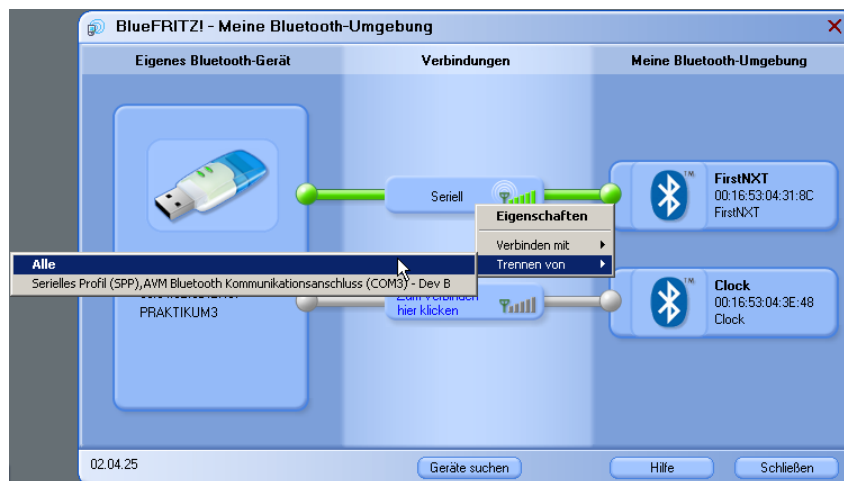 BlueFRITZ! - Meine Bluetooth-Umgebung
Eigenes Bluetooth-Gerät
Verbindungen
Meine Bluetooth-Umgebung
Seriell
FirstNXT
00:16:53:04:31:8C
FirstNXT
Eigenschaften
Verbinden mit
Trennen von
Alle
Serielles Profil (SPP),AVM Bluetooth Kommunikationsanschluss (COM3) - Dev B
PRAKTIKUM3
Zum Verbinden
hier klicken
Clock
00:16:53:04:3E:48
Clock
02.04.25
Geräte suchen
Hilfe
Schließen